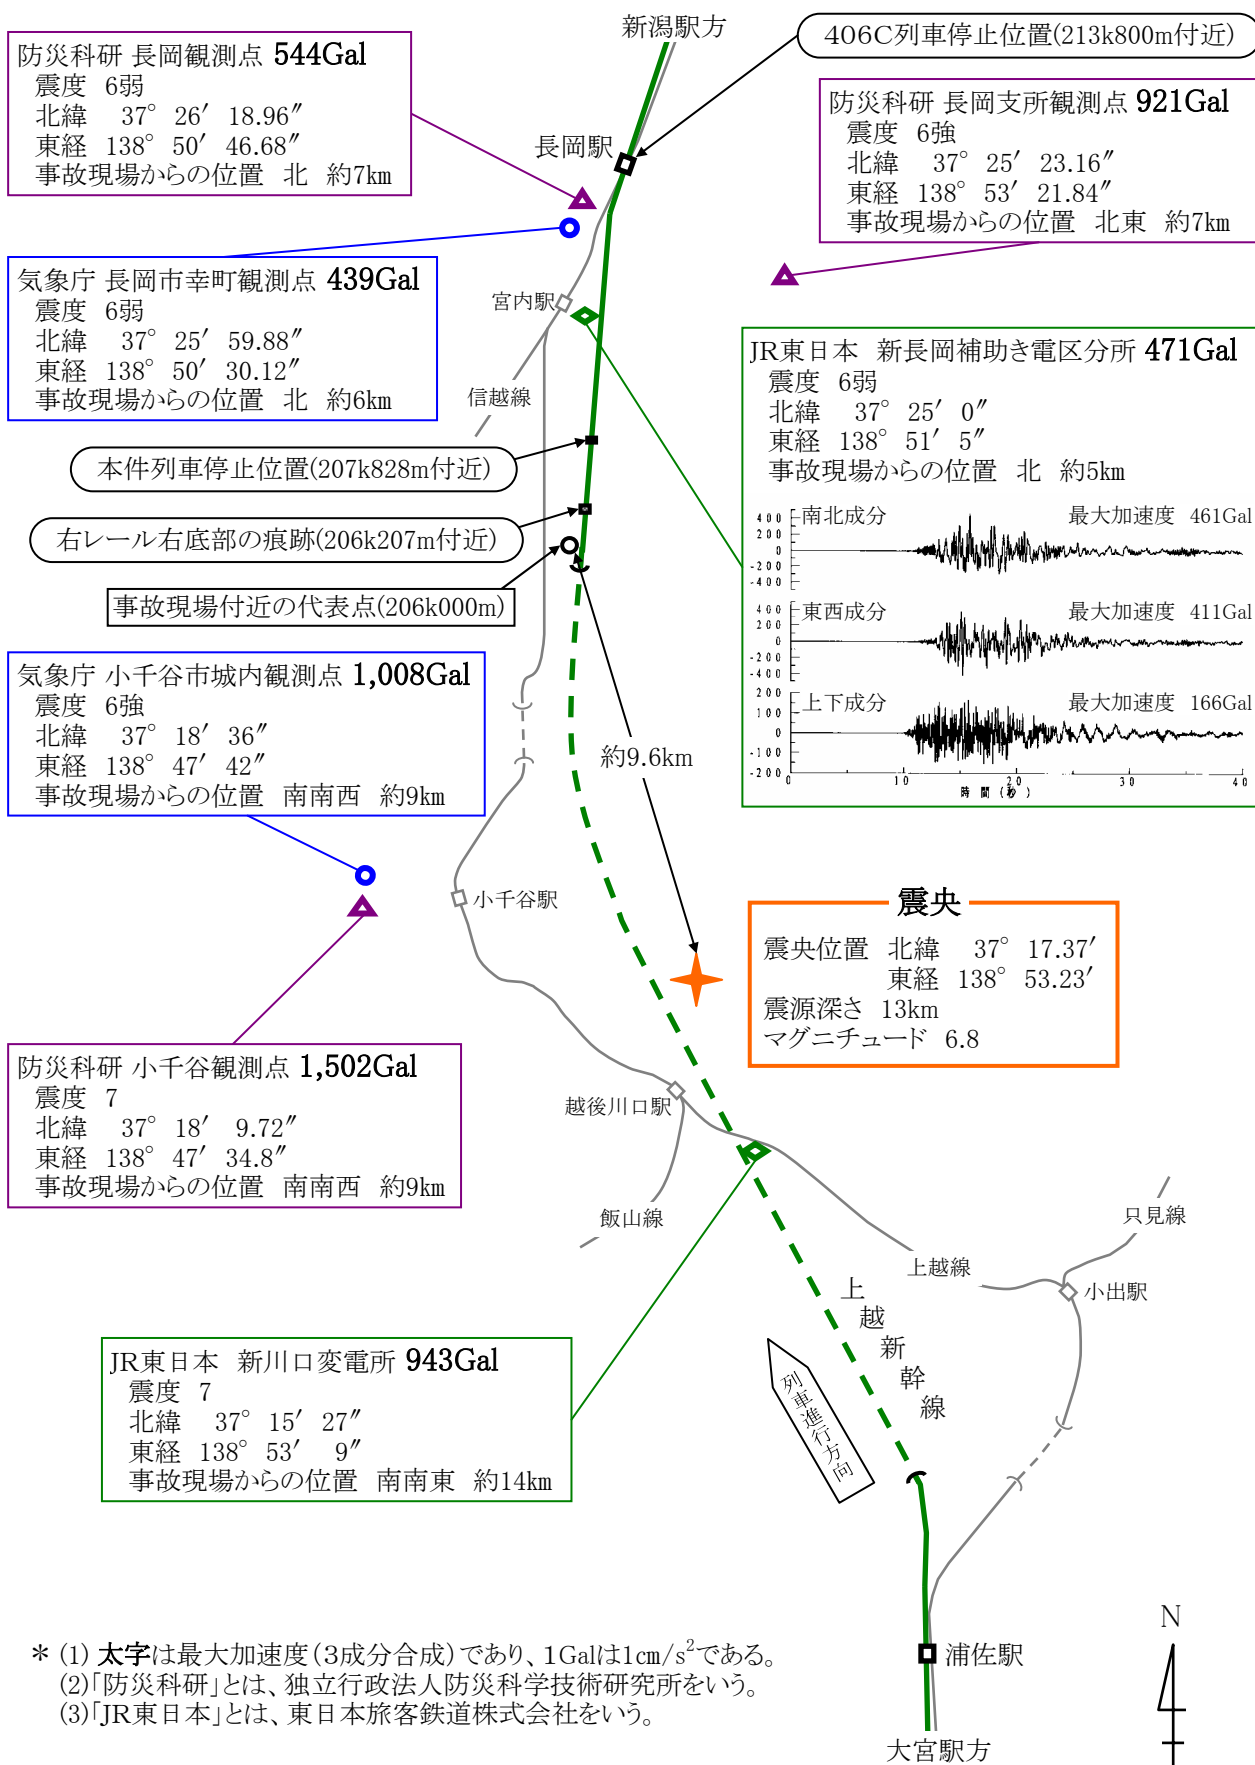 新潟駅方
406C列車停止位置(213k800m付近)
防災科研 長岡観測点 544Gal
震度 6弱
北緯 37° 26′ 18.96″
東経 138° 50′ 46.68″
事故現場からの位置 北 約7km
防災科研 長岡支所観測点 921Gal
震度 6強
北緯 37° 25′ 23.16″
東経 138° 53′ 21.84″
事故現場からの位置 北東 約7km
長岡駅
気象庁 長岡市幸町観測点 439Gal
震度 6弱
北緯 37° 25′ 59.88″
東経 138° 50′ 30.12″
事故現場からの位置 北 約6km
宮内駅
信越線
JR東日本 新長岡補助き電区分所 471Gal
震度 6弱
北緯 37° 25′ 0″
東経 138° 51′ 5″
事故現場からの位置 北 約5km
400
200
0
-200
-400
南北成分 最大加速度 461Gal
400
200
0
-200
-400
東西成分 最大加速度 411Gal
200
100
0
-100
-200
上下成分 最大加速度 166Gal
0 10 20 30 40
時間(秒)
本件列車停止位置(207k828m付近)
右レール右底部の痕跡(206k207m付近)
事故現場付近の代表点(206k000m)
気象庁 小千谷市城内観測点 1,008Gal
震度 6強
北緯 37° 18′ 36″
東経 138° 47′ 42″
事故現場からの位置 南南西 約9km
約9.6km
小千谷駅
震央
震央位置 北緯 37° 17.37′
東経 138° 53.23′
震源深さ 13km
マグニチュード 6.8
防災科研 小千谷観測点 1,502Gal
震度 7
北緯 37° 18′ 9.72″
東経 138° 47′ 34.8″
事故現場からの位置 南南西 約9km
越後川口駅
飯山線
只見線
上越線
小出駅
上越新幹線
列車進行方向
JR東日本 新川口変電所 943Gal
震度 7
北緯 37° 15′ 27″
東経 138° 53′ 9″
事故現場からの位置 南南東 約14km
N
浦佐駅
大宮駅方
＊(1) 太字は最大加速度(3成分合成)であり、1Galは1cm/s²である。
(2)「防災科研」とは、独立行政法人防災科学技術研究所をいう。
(3)「JR東日本」とは、東日本旅客鉄道株式会社をいう。